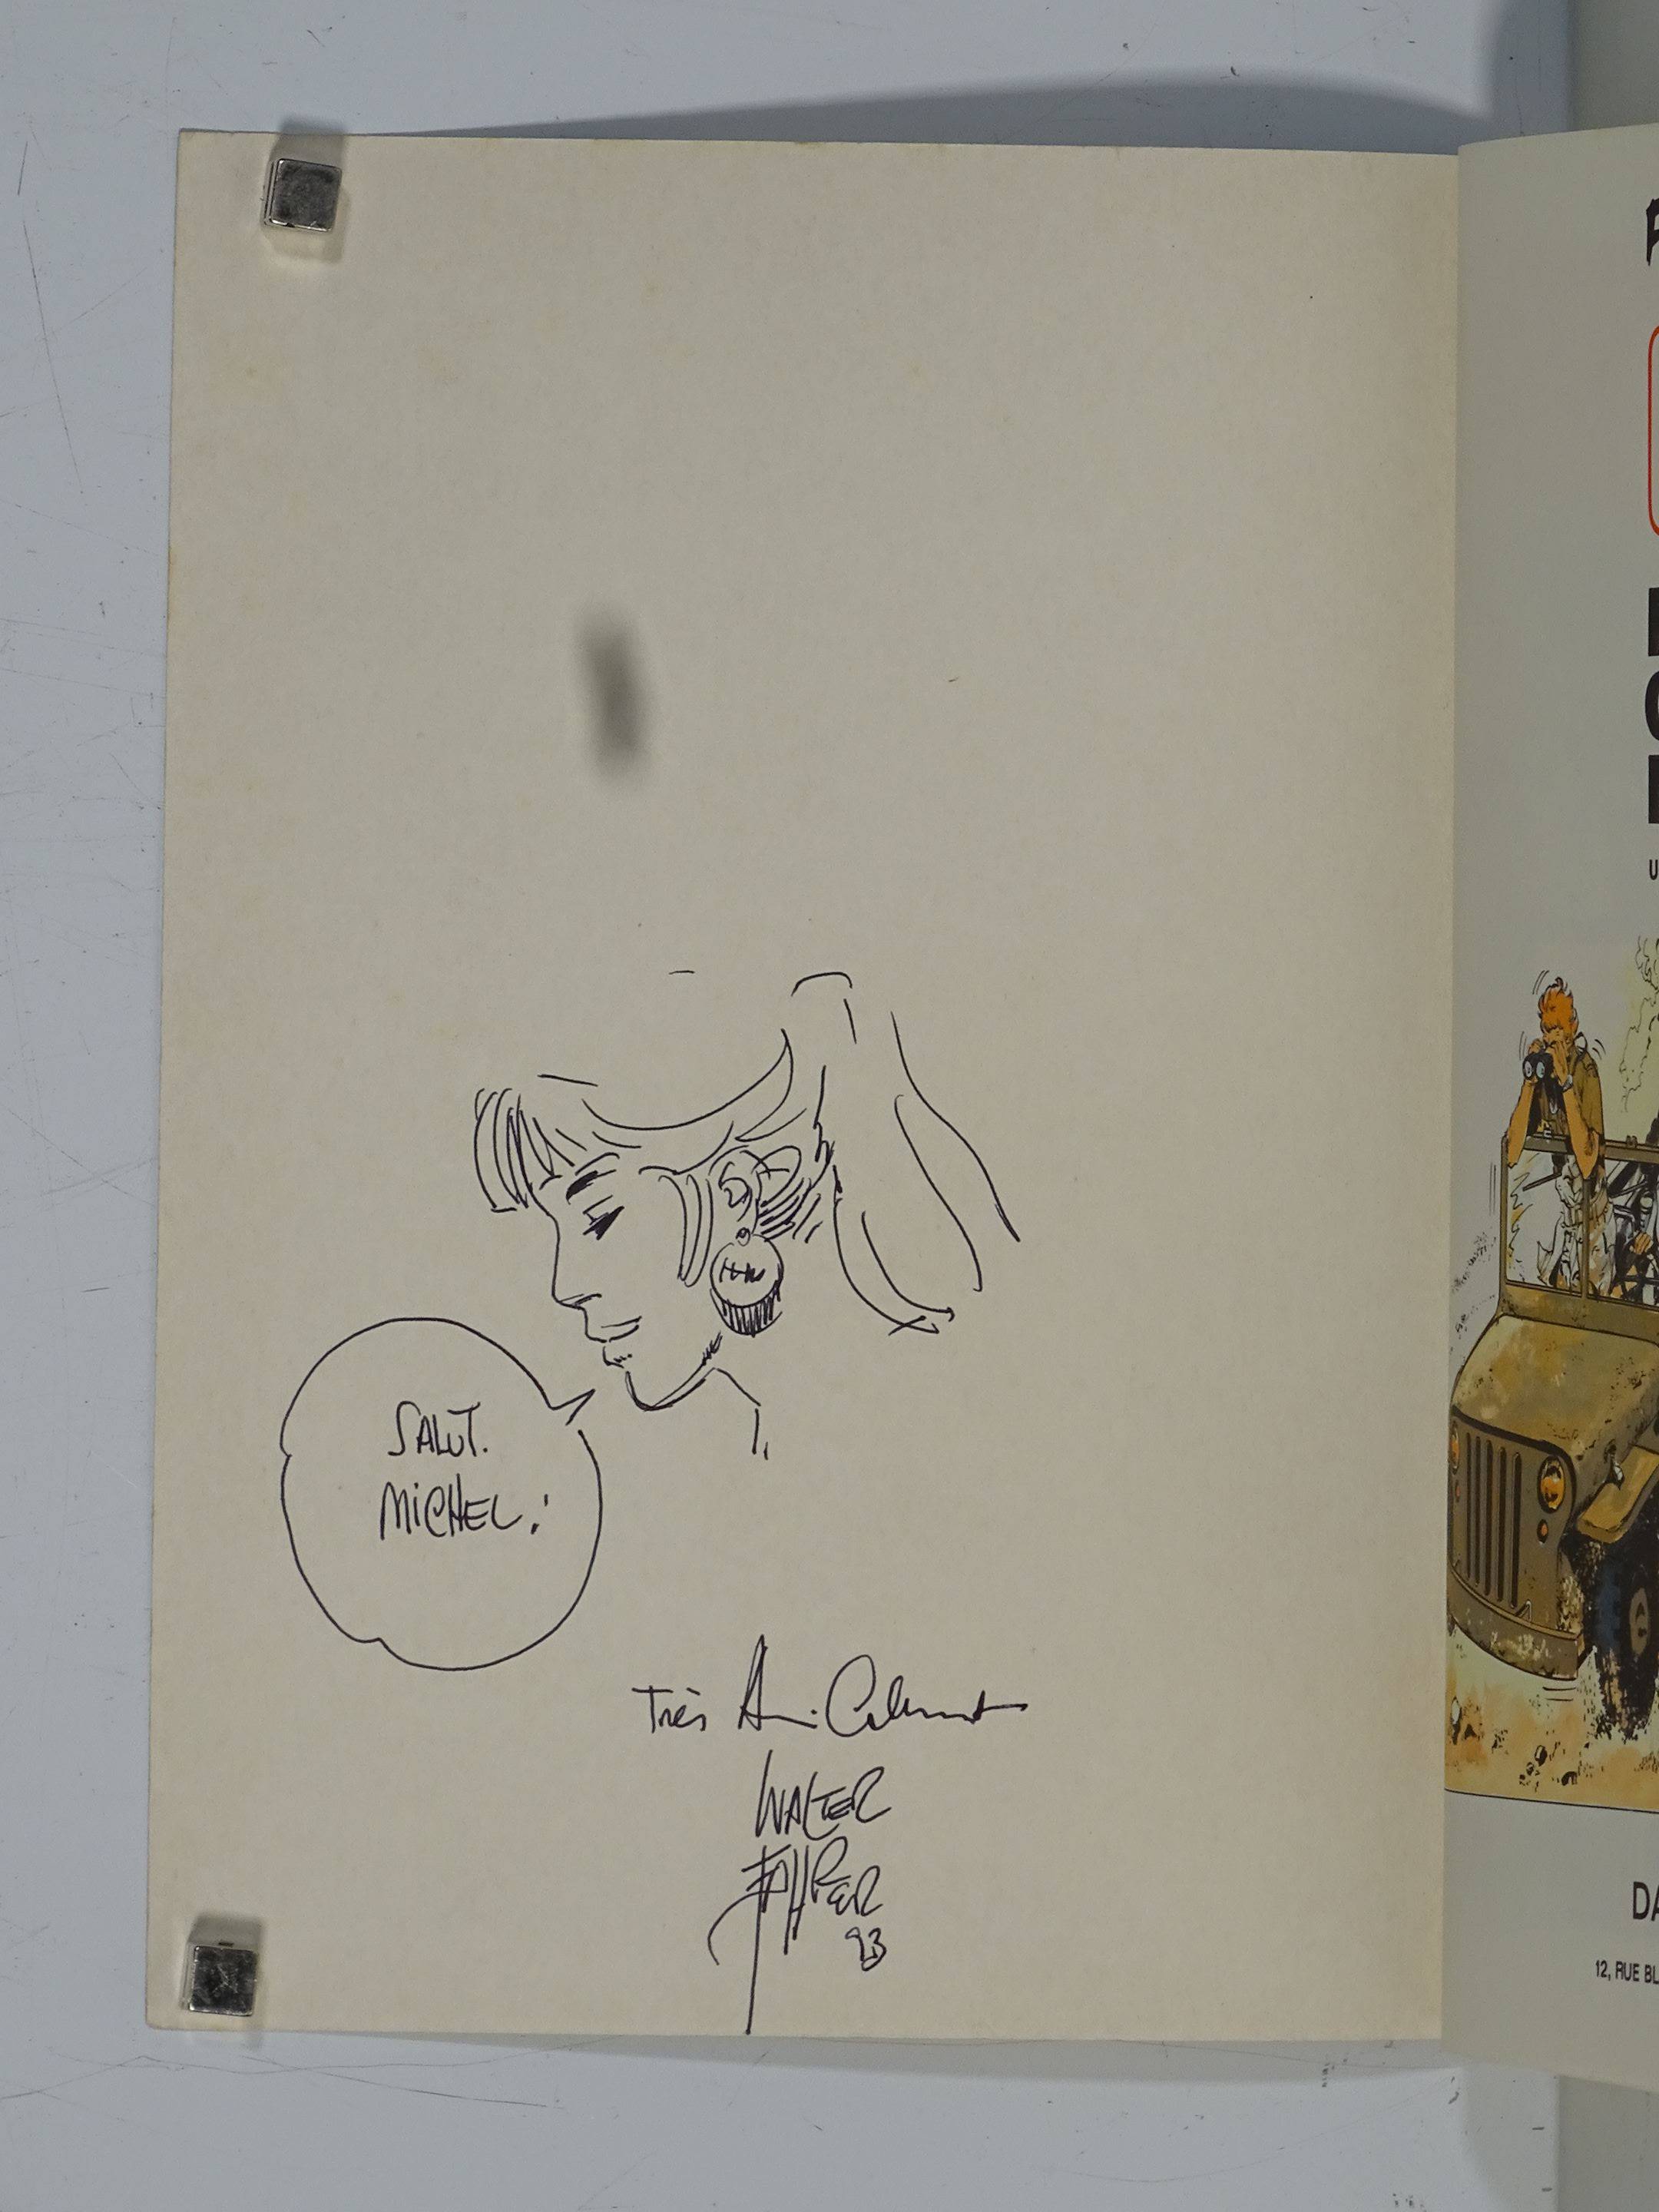 SALUT.
MICHEL!
Très Amicalement
WALTER
FAHRER
93
U
DA
12, RUE BL